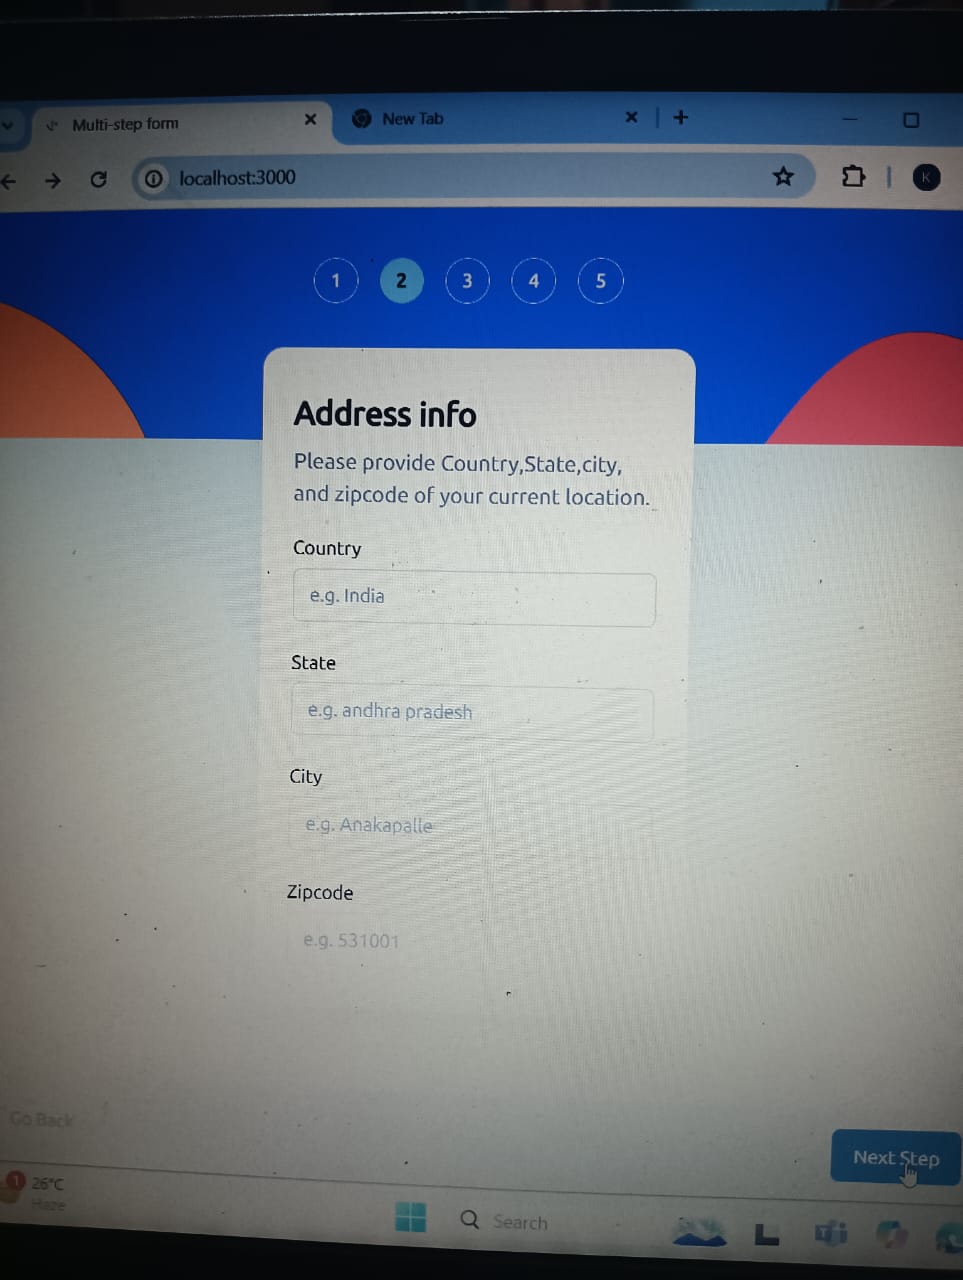 Multi-step form
New Tab
localhost:3000
K
1 2 3 4 5
Address info
Please provide Country,State,city,
and zipcode of your current location.
Country
e.g. India
State
e.g. andhra pradesh
City
e.g. Anakapalle
Zipcode
e.g. 531001
Go Back
Next Step
1
26°C
Haze
Search